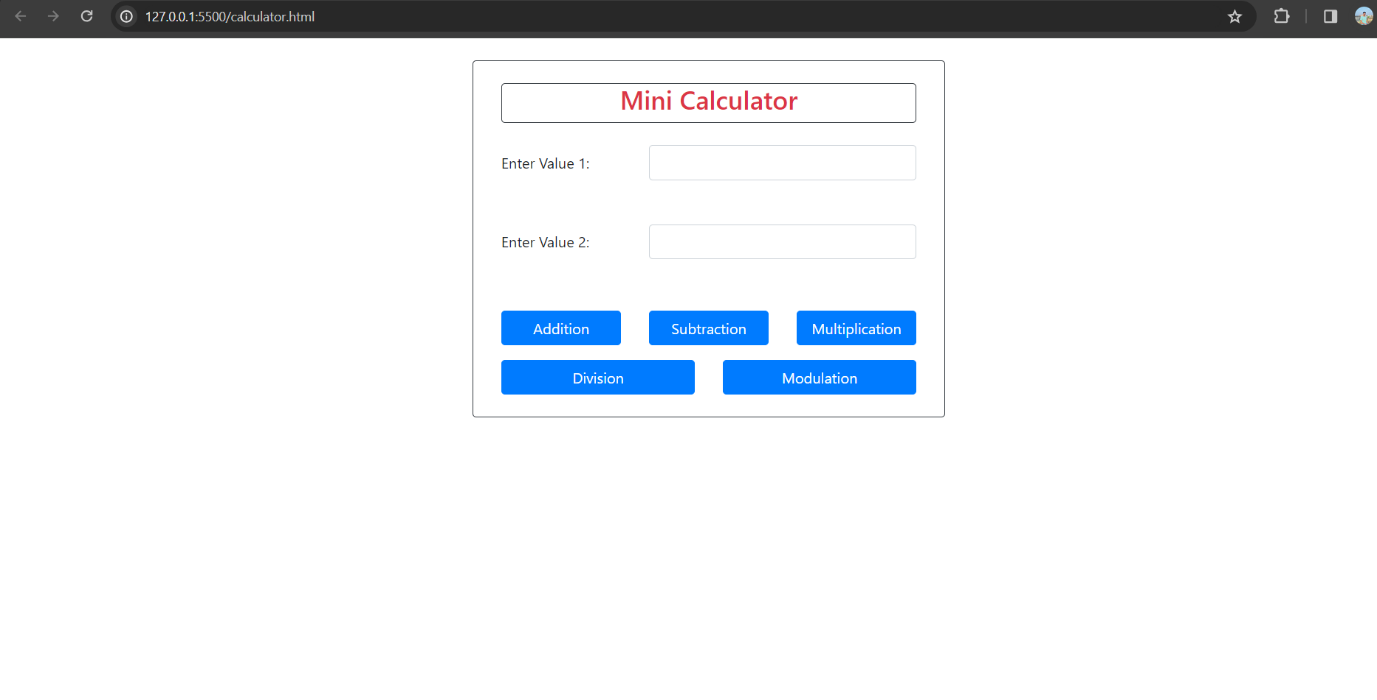 127.0.0.1:5500/calculator.html
Mini Calculator
Enter Value 1:
Enter Value 2:
Addition Subtraction Multiplication
Division Modulation